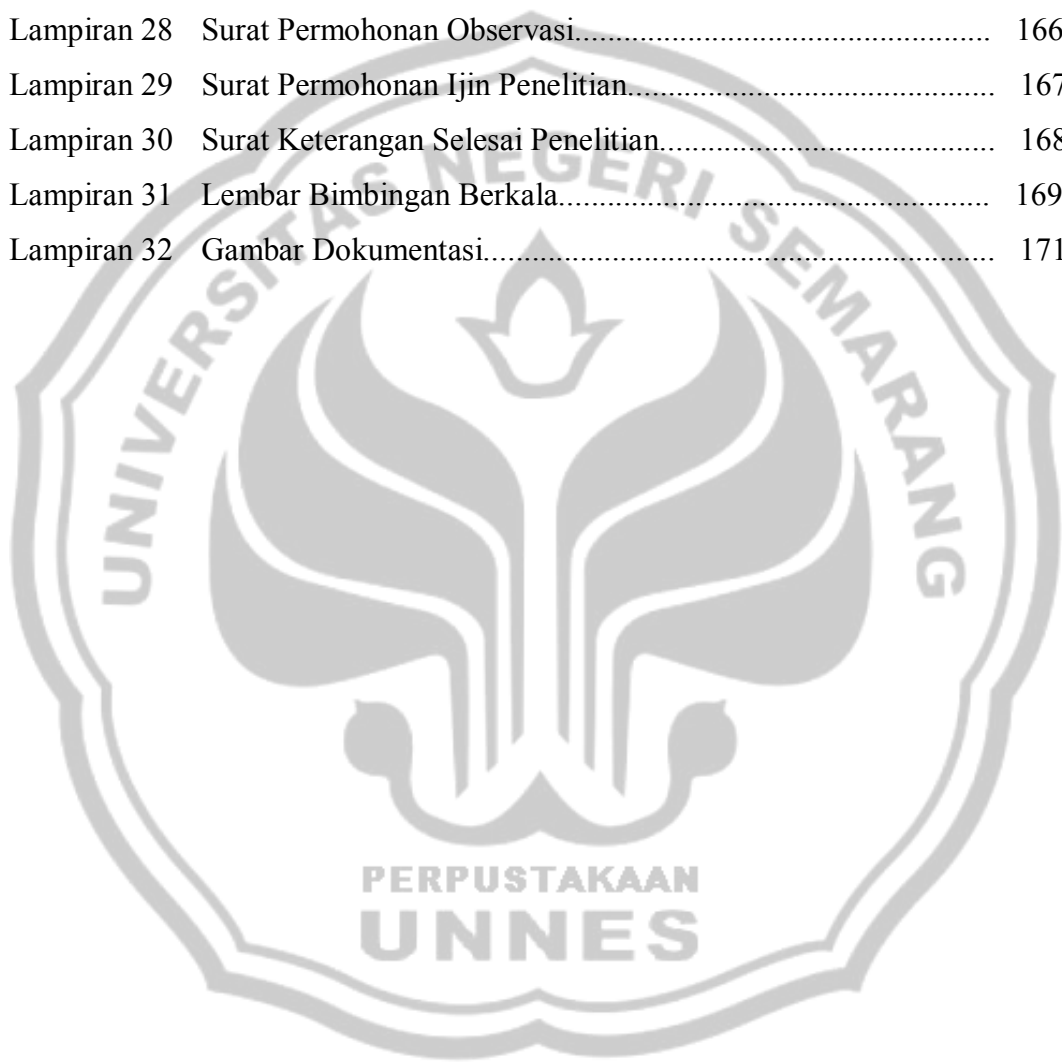 Lampiran 28 Surat Permohonan Observasi............................................................. 166
Lampiran 29 Surat Permohonan Ijin Penelitian...................................................... 167
Lampiran 30 Surat Keterangan Selesai Penelitian................................................. 168
Lampiran 31 Lembar Bimbingan Berkala............................................................... 169
Lampiran 32 Gambar Dokumentasi........................................................................... 171
UNIVERSITAS NEGERI SEMARANG
PERPUSTAKAAN
UNNES